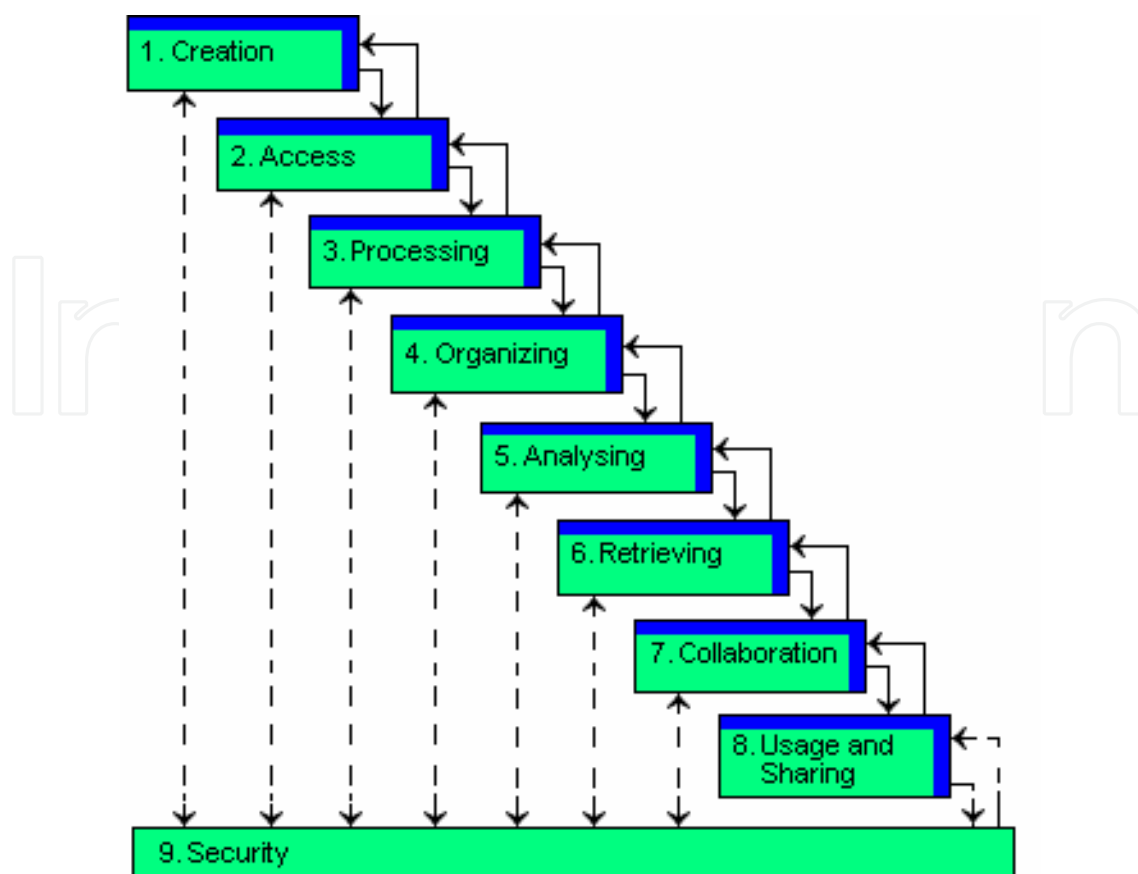 1. Creation
2. Access
3. Processing
4. Organizing
5. Analysing
6. Retrieving
7. Collaboration
8. Usage and
Sharing
9. Security